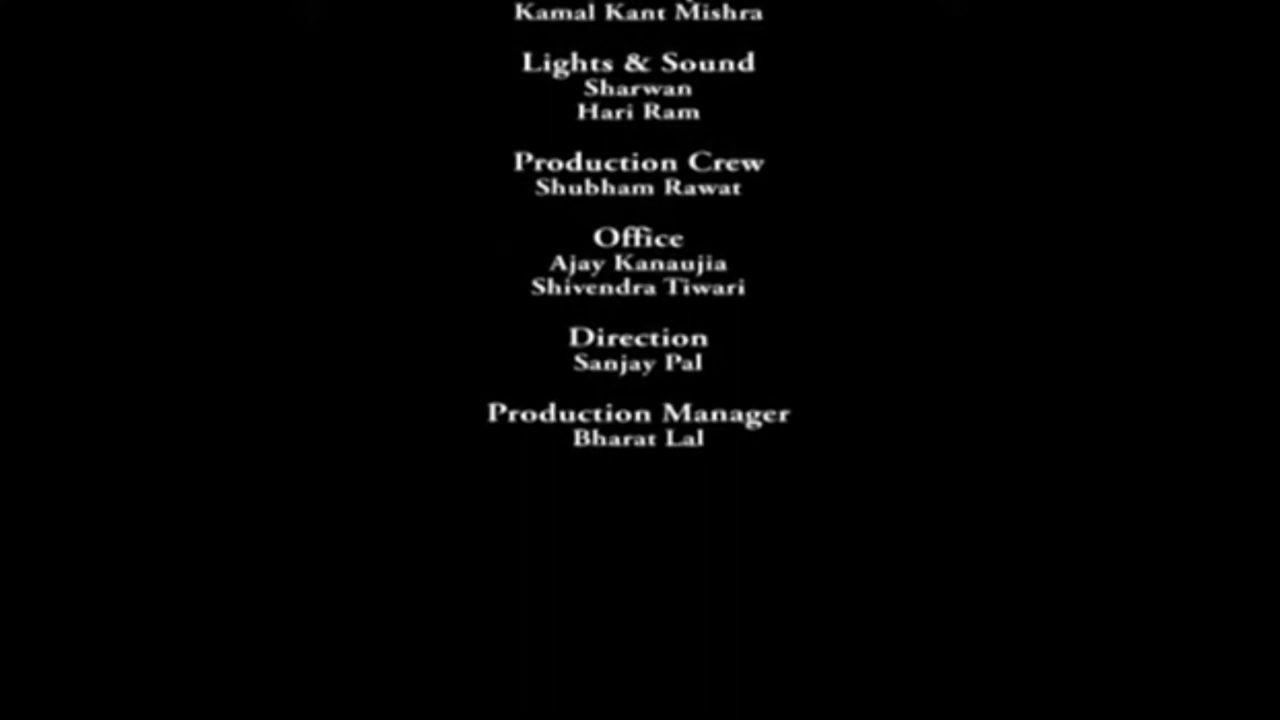 Kamal Kant Mishra
Lights & Sound
Sharwan
Hari Ram
Production Crew
Shubham Rawat
Office
Ajay Kanaujia
Shivendra Tiwari
Direction
Sanjay Pal
Production Manager
Bharat Lal